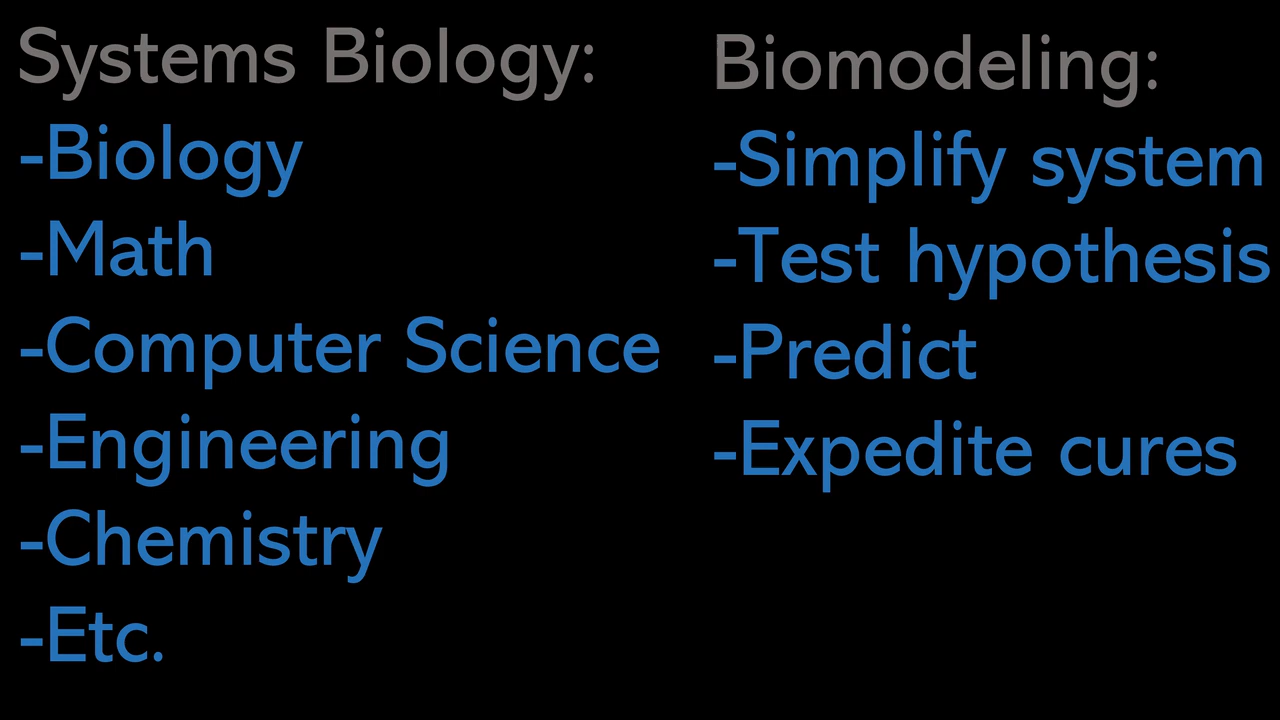 Systems Biology:
-Biology
-Math
-Computer Science
-Engineering
-Chemistry
-Etc.
Biomodeling:
-Simplify system
-Test hypothesis
-Predict
-Expedite cures